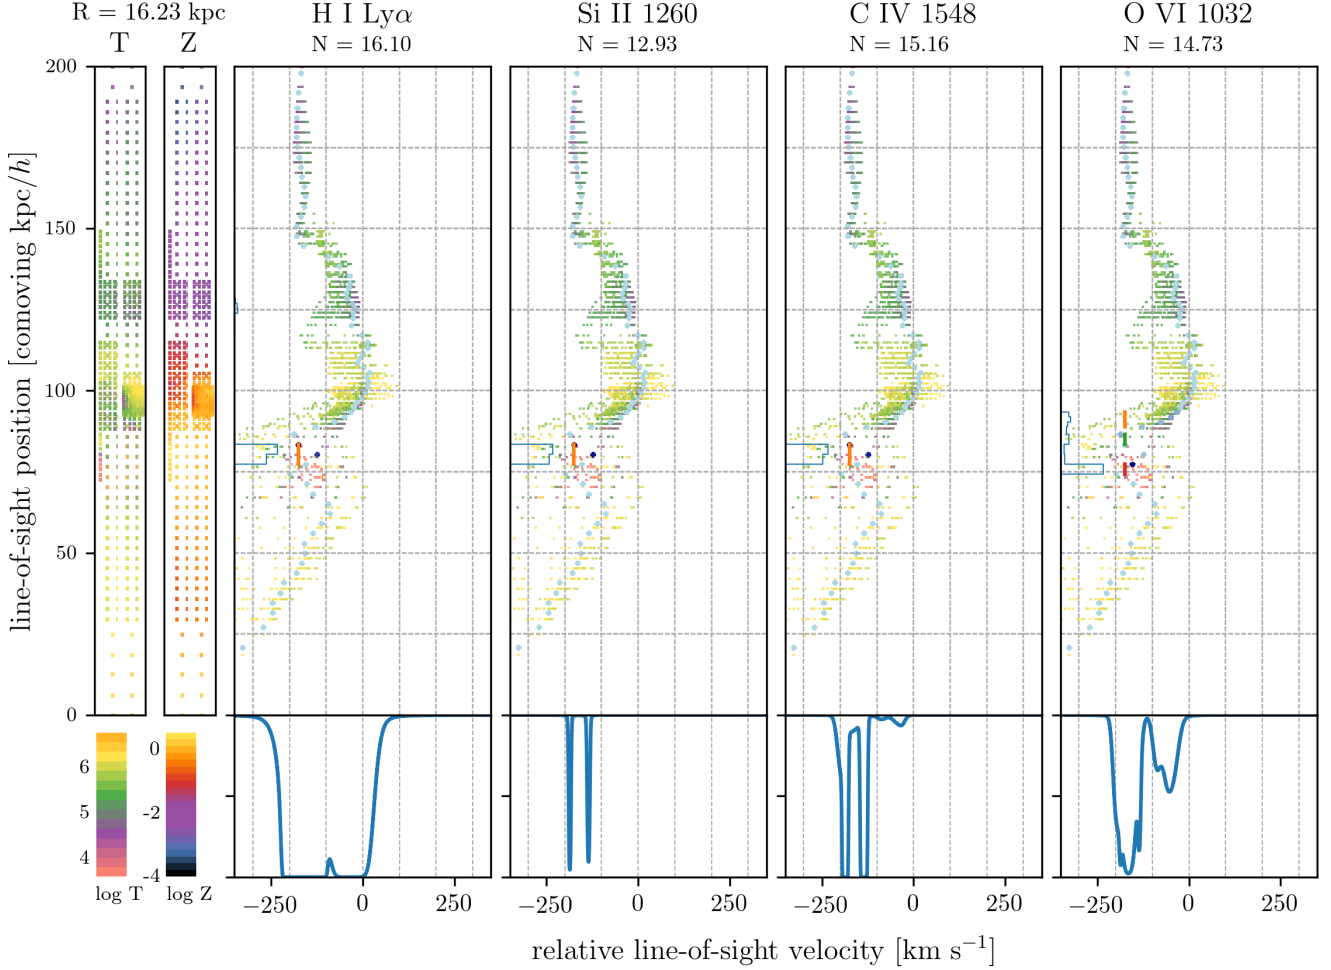 R = 16.23 kpc
T Z
H I Lyα
N = 16.10
Si II 1260
N = 12.93
C IV 1548
N = 15.16
O VI 1032
N = 14.73
line-of-sight position [comoving kpc/h]
200
150
100
50
0
6
5
4
log T
0
-2
-4
log Z
−250 0 250
−250 0 250
−250 0 250
−250 0 250
relative line-of-sight velocity [km s⁻¹]